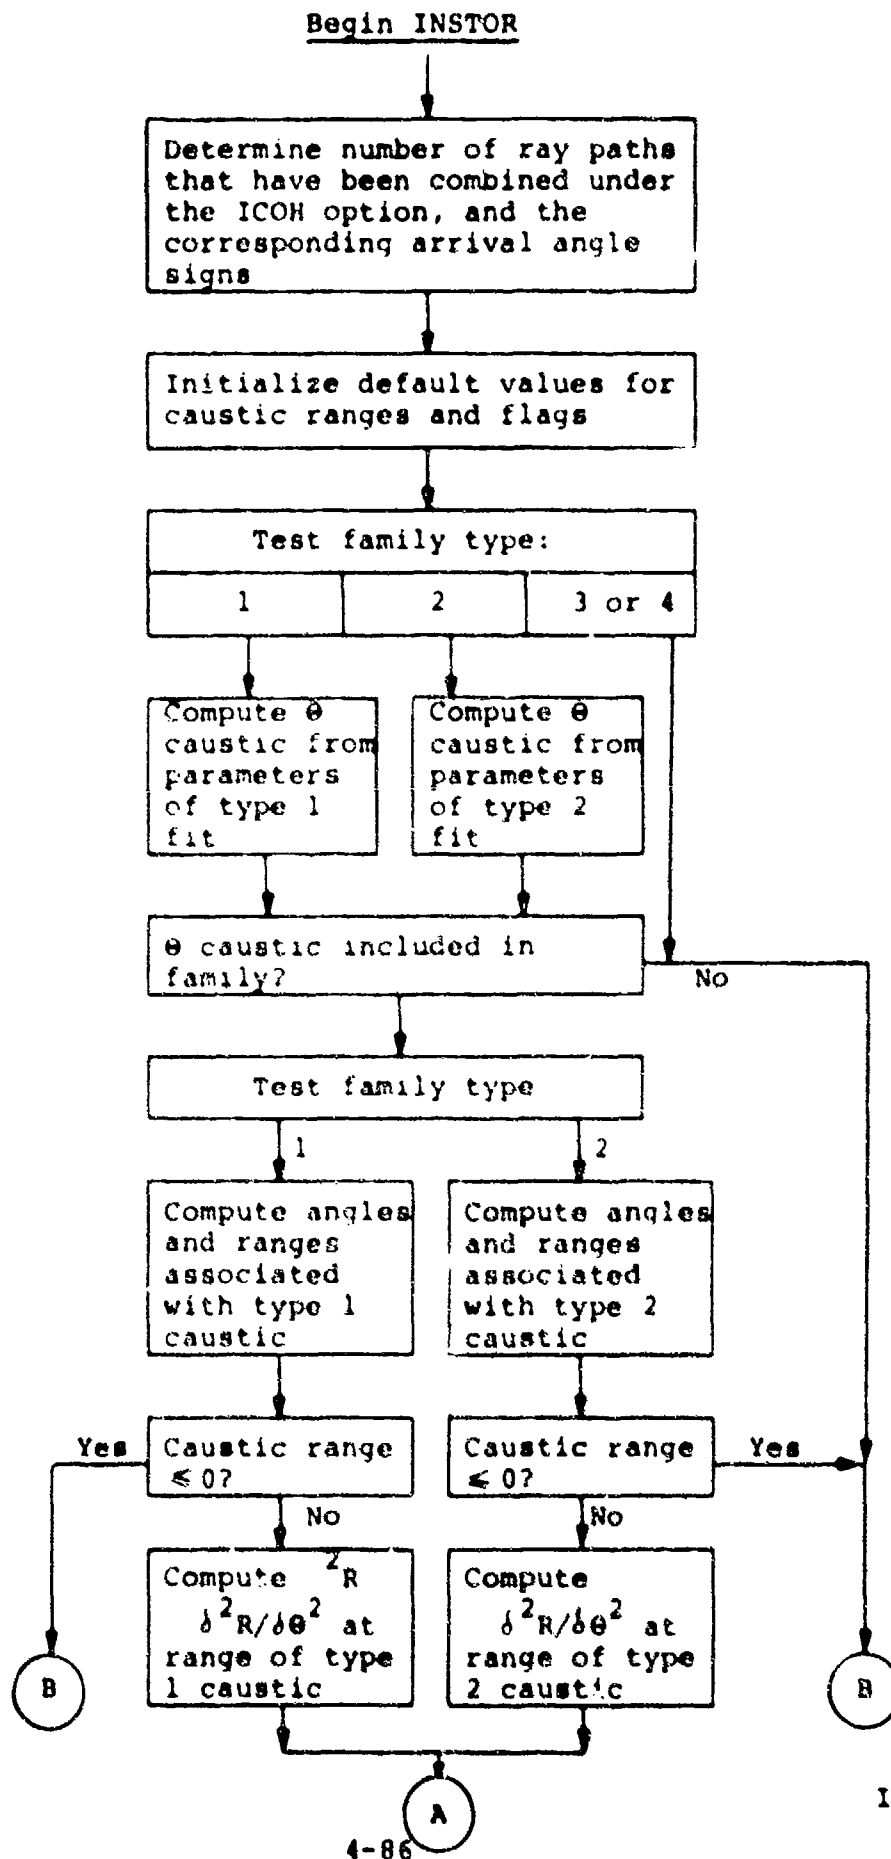 Begin INSTOR
Determine number of ray paths
that have been combined under
the ICOH option, and the
corresponding arrival angle
signs
Initialize default values for
caustic ranges and flags
Test family type:
1
2
3 or 4
Compute Θ
caustic from
parameters
of type 1
fit
Compute Θ
caustic from
parameters
of type 2
fit
Θ caustic included in
family?
No
Test family type
1
2
Compute angles
and ranges
associated
with type 1
caustic
Compute angles
and ranges
associated
with type 2
caustic
Yes
Caustic range
≤ 0?
Caustic range
≤ 0?
Yes
No
No
Compute ²R
∂²R/∂Θ² at
range of type
1 caustic
Compute
∂²R/∂Θ² at
range of type
2 caustic
B
B
A
I
4-86